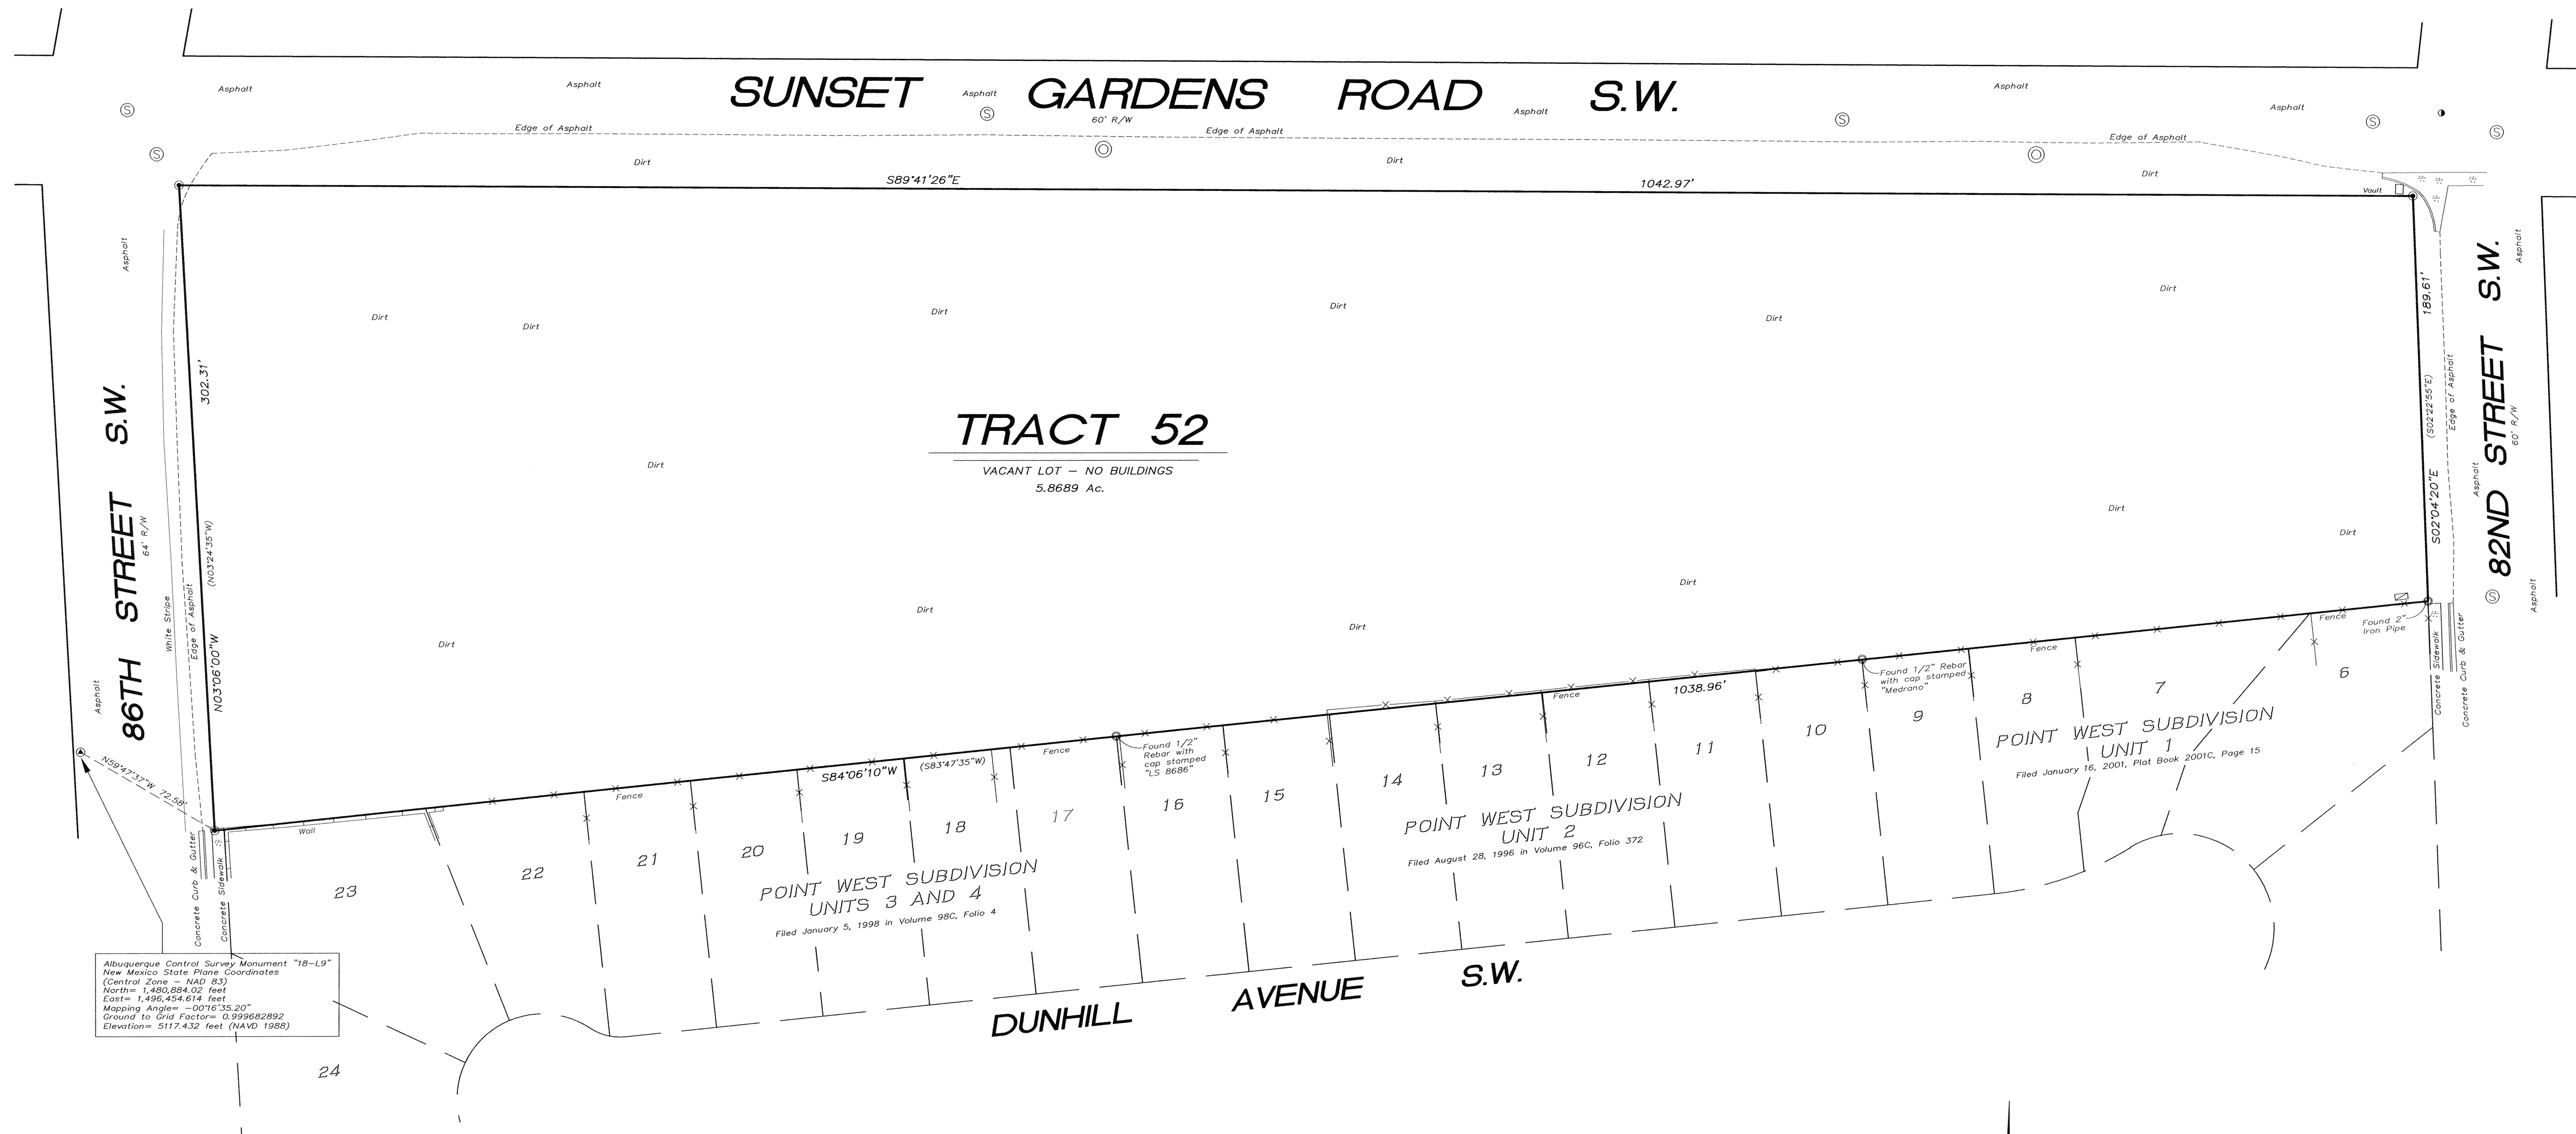 SUNSET GARDENS ROAD S.W.
60' R/W
Asphalt
Asphalt
Asphalt
Asphalt
Asphalt
Asphalt
S
S
S
S
S
S
Edge of Asphalt
Edge of Asphalt
Edge of Asphalt
Dirt
Dirt
Dirt
Vault
S89°41'26"E
1042.97'
86TH STREET S.W.
64' R/W
Asphalt
Asphalt
White Stripe
Edge of Asphalt
302.31'
(N03°24'35"W)
N03°06'00"W
82ND STREET S.W.
60' R/W
Asphalt
Asphalt
Asphalt
S
Edge of Asphalt
189.61'
(S02°22'55"E)
S02°04'20"E
Dirt
Dirt
Dirt
Dirt
Dirt
Dirt
Dirt
Dirt
Dirt
Dirt
Dirt
Dirt
Dirt
TRACT 52
VACANT LOT – NO BUILDINGS
5.8689 Ac.
Found 2"
Iron Pipe
Fence
Fence
Fence
Fence
Fence
Wall
Found 1/2" Rebar
with cap stamped
"Medrano"
1038.96'
Found 1/2"
Rebar with
cap stamped
"LS 8686"
S84°06'10"W
(S83°47'35"W)
N59°47'37"W 72.58'
Concrete Curb & Gutter
Concrete Sidewalk
Concrete Sidewalk
Concrete Curb & Gutter
6
7
8
9
10
11
12
13
14
15
16
17
18
19
20
21
22
23
24
POINT WEST SUBDIVISION
UNIT 1
Filed January 16, 2001, Plat Book 2001C, Page 15
POINT WEST SUBDIVISION
UNIT 2
Filed August 28, 1996 in Volume 96C, Folio 372
POINT WEST SUBDIVISION
UNITS 3 AND 4
Filed January 5, 1998 in Volume 98C, Folio 4
DUNHILL AVENUE S.W.
Albuquerque Control Survey Monument "18-L9"
New Mexico State Plane Coordinates
(Central Zone – NAD 83)
North= 1,480,884.02 feet
East= 1,496,454.614 feet
Mapping Angle= -00°16'35.20"
Ground to Grid Factor= 0.999682892
Elevation= 5117.432 feet (NAVD 1988)